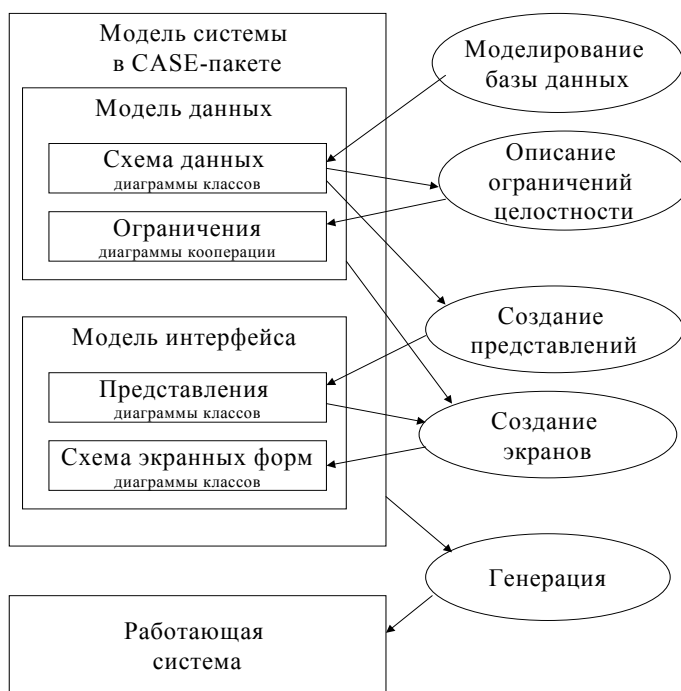 Модель системы
в CASE-пакете
Модель данных
Схема данных
диаграммы классов
Ограничения
диаграммы кооперации
Модель интерфейса
Представления
диаграммы классов
Схема экранных форм
диаграммы классов
Работающая
система
Моделирование
базы данных
Описание
ограничений
целостности
Создание
представлений
Создание
экранов
Генерация